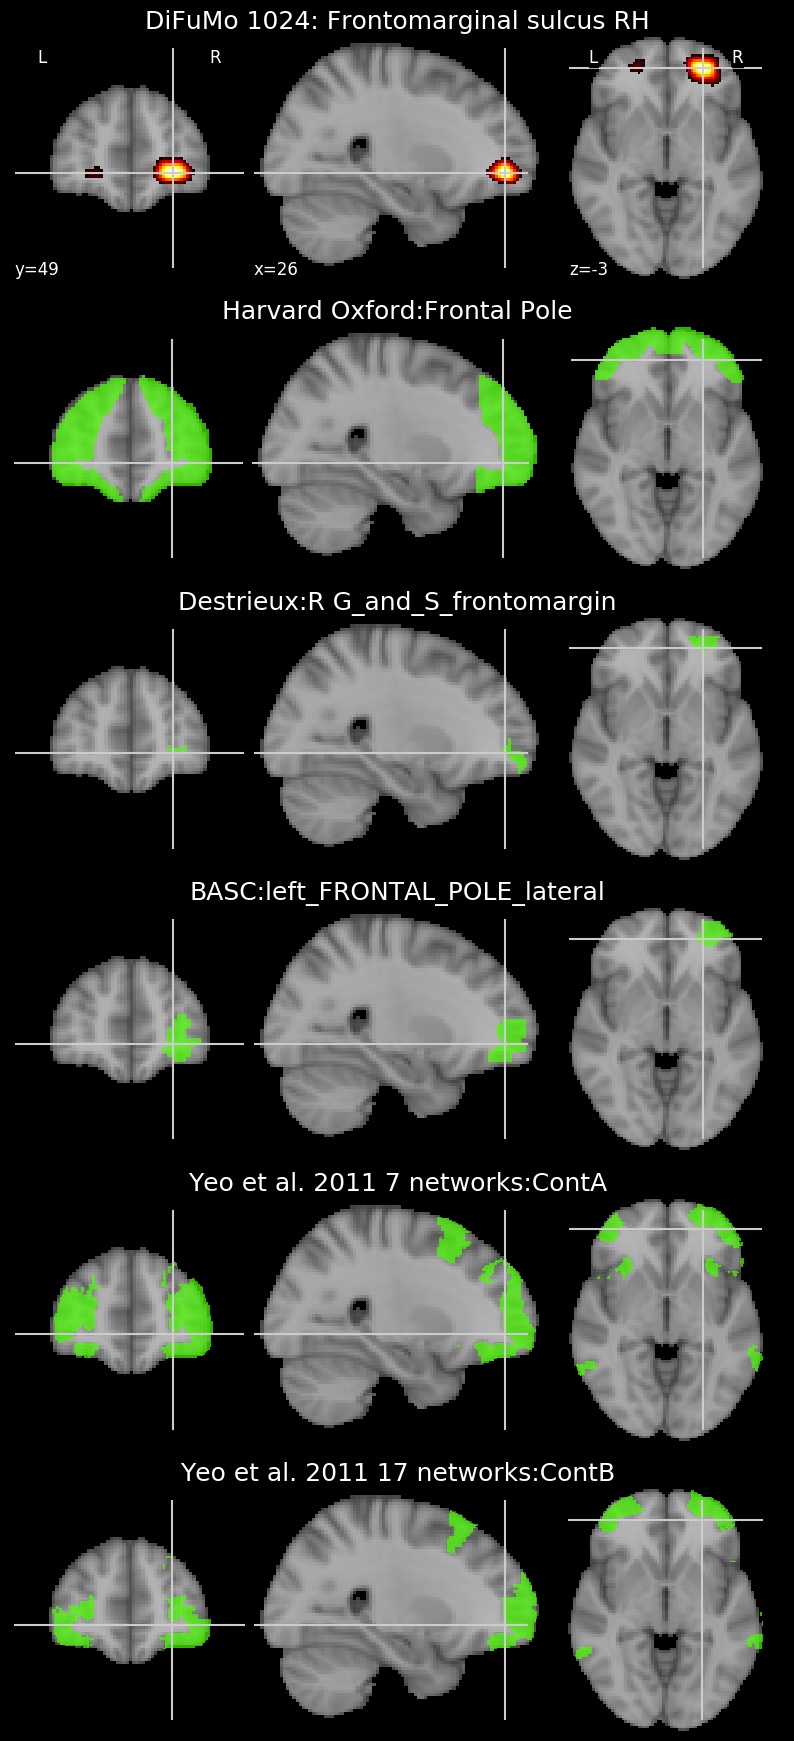 DiFuMo 1024: Frontomarginal sulcus RH
L R L R
y=49 x=26 z=-3
Harvard Oxford:Frontal Pole
Destrieux:R G_and_S_frontomargin
BASC:left_FRONTAL_POLE_lateral
Yeo et al. 2011 7 networks:ContA
Yeo et al. 2011 17 networks:ContB